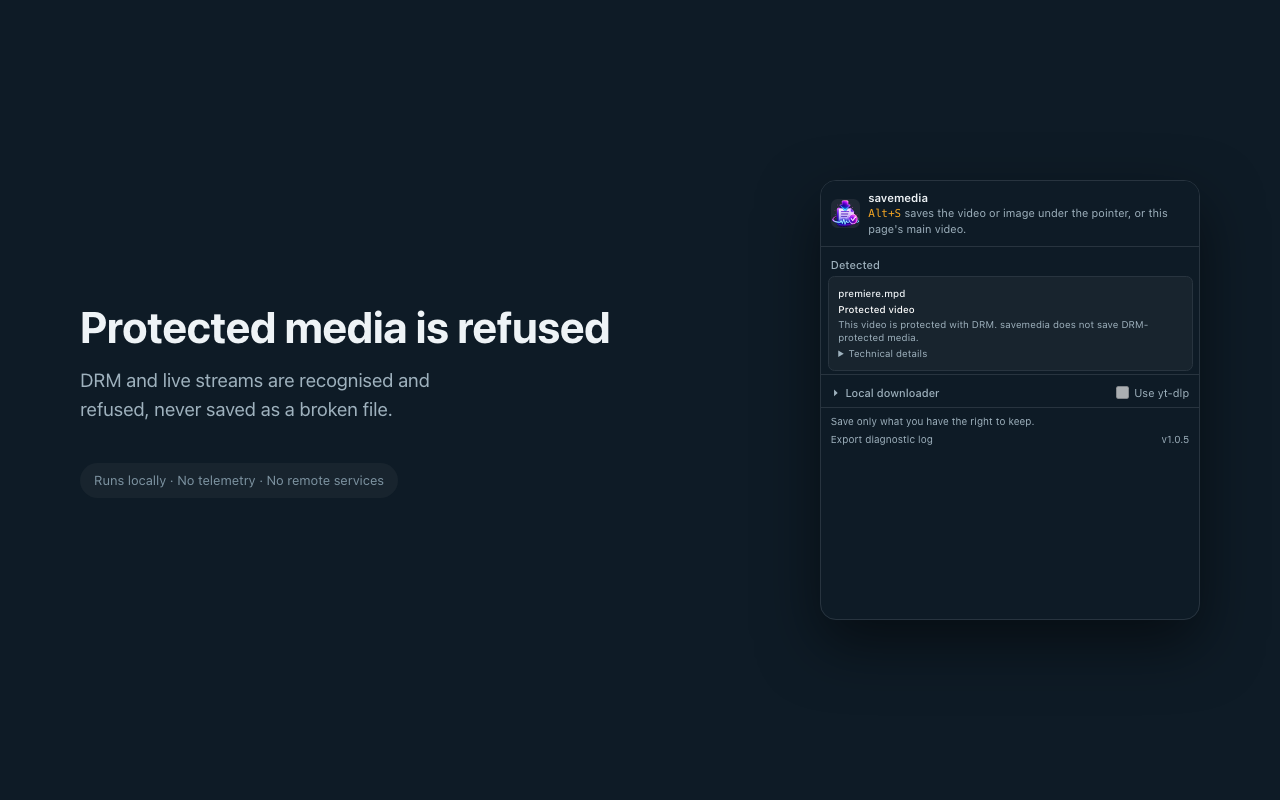 Protected media is refused
DRM and live streams are recognised and
refused, never saved as a broken file.
Runs locally · No telemetry · No remote services
savemedia
Alt+S saves the video or image under the pointer, or this
page's main video.
Detected
premiere.mpd
Protected video
This video is protected with DRM. savemedia does not save DRM-
protected media.
Technical details
Local downloader
Use yt-dlp
Save only what you have the right to keep.
Export diagnostic log
v1.0.5